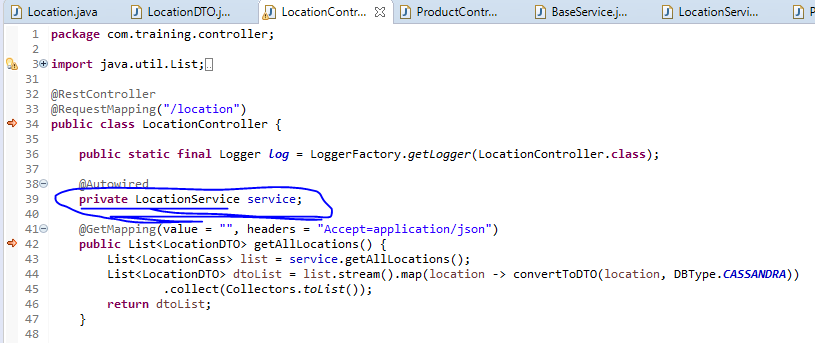 Location.java
LocationDTO.j...
LocationContr...
ProductContr...
BaseService.j...
LocationServi...
P
1 package com.training.controller;
2
3 import java.util.List;
31
32 @RestController
33 @RequestMapping("/location")
34 public class LocationController {
35
36 public static final Logger log = LoggerFactory.getLogger(LocationController.class);
37
38 @Autowired
39 private LocationService service;
40
41 @GetMapping(value = "", headers = "Accept=application/json")
42 public List<LocationDTO> getAllLocations() {
43 List<LocationCass> list = service.getAllLocations();
44 List<LocationDTO> dtoList = list.stream().map(location -> convertToDTO(location, DBType.CASSANDRA))
45 .collect(Collectors.toList());
46 return dtoList;
47 }
48